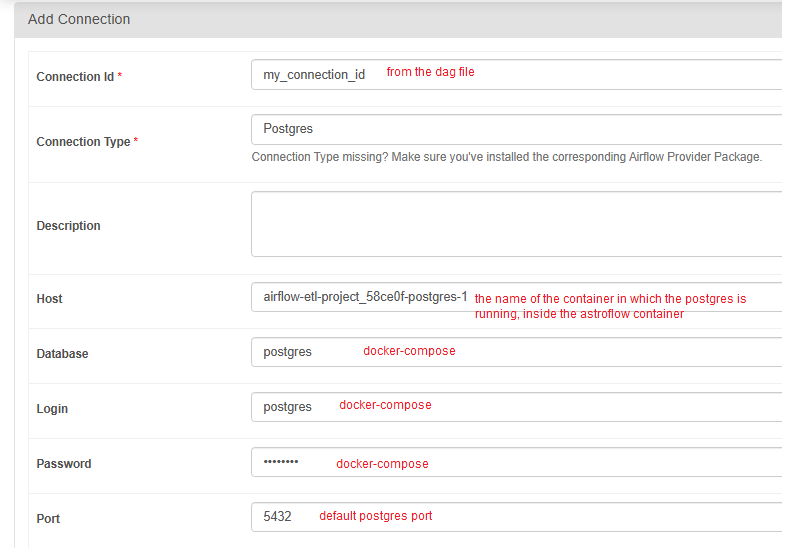 Add Connection
Connection Id * my_connection_id from the dag file
Connection Type * Postgres
Connection Type missing? Make sure you've installed the corresponding Airflow Provider Package.
Description
Host airflow-etl-project_58ce0f-postgres-1 the name of the container in which the postgres is
running, inside the astroflow container
Database postgres docker-compose
Login postgres docker-compose
Password •••••••• docker-compose
Port 5432 default postgres port